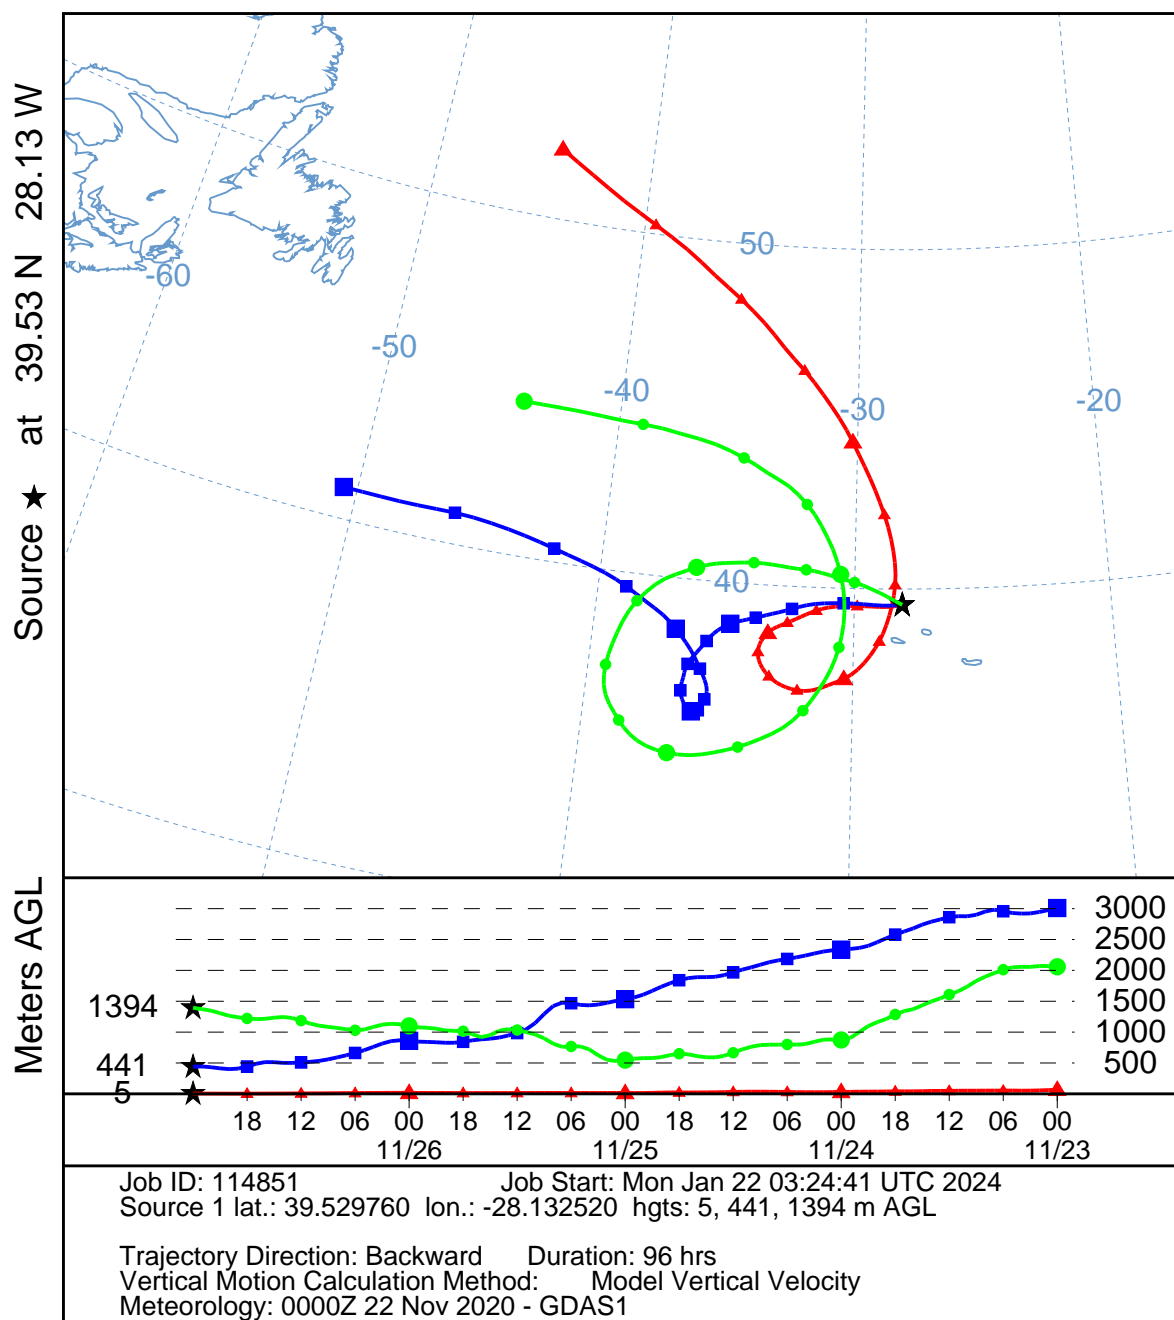 Source ★ at 39.53 N 28.13 W
-60
-50
-40
-30
-20
50
40
Meters AGL
1394
441
5
3000
2500
2000
1500
1000
500
18 12 06 00 18 12 06 00 18 12 06 00 18 12 06 00
11/26 11/25 11/24 11/23
Job ID: 114851 Job Start: Mon Jan 22 03:24:41 UTC 2024
Source 1 lat.: 39.529760 lon.: -28.132520 hgts: 5, 441, 1394 m AGL
Trajectory Direction: Backward Duration: 96 hrs
Vertical Motion Calculation Method: Model Vertical Velocity
Meteorology: 0000Z 22 Nov 2020 - GDAS1